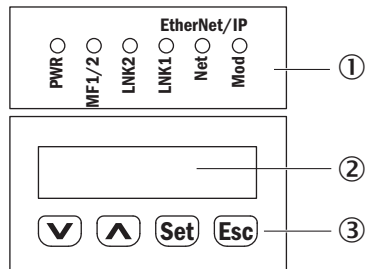 EtherNet/IP
PWR MF1/2 LNK2 LNK1 Net Mod
①
②
Set Esc
③